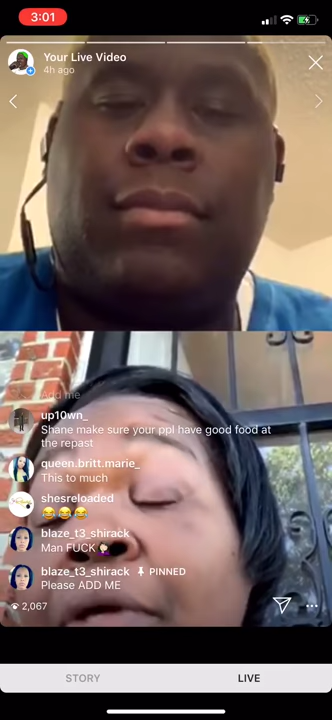 3:01
Your Live Video
4h ago
Add me
up10wn_
Shane make sure your ppl have good food at
the repast
queen.britt.marie_
This to much
shesreloaded
😂😂😂
blaze_t3_shirack
Man FUCK 🤦🏻‍♀️
blaze_t3_shirack PINNED
Please ADD ME
2,067
STORY LIVE